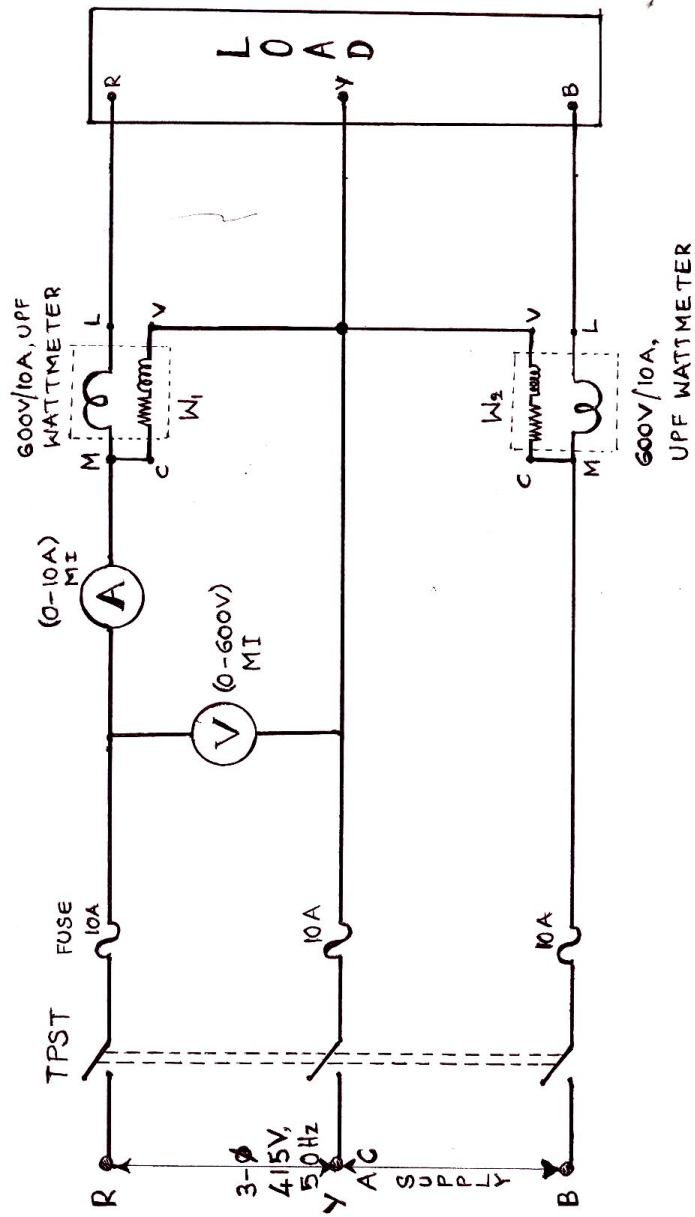 TPST
FUSE
10A
10A
10A
R
3-Φ
415V,
50Hz
Y
AC
SUPPLY
B
(0-10A)
MI
A
V
(0-600V)
MI
600V/10A, UPF
WATTMETER
M
L
C
V
W1
W2
C
V
M
L
600V/10A,
UPF WATTMETER
R
Y
B
LOAD